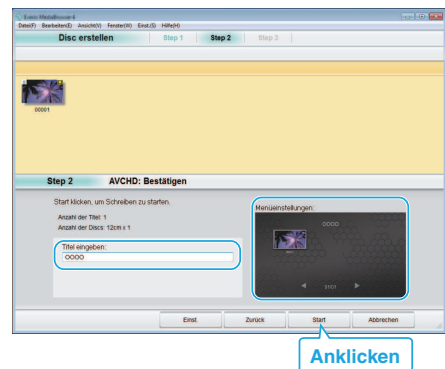 Everio MediaBrowser 4
Datei(F) Bearbeiten(E) Ansicht(V) Fenster(W) Einst.(S) Hilfe(H)
Disc erstellen Step 1 Step 2 Step 3
00001
Step 2 AVCHD: Bestätigen
Start klicken, um Schreiben zu starten.
Anzahl der Titel: 1
Anzahl der Discs: 12cm x 1
Titel eingeben:
OOOO
Menüeinstellungen:
OOOO
01/01
Einst. Zurück Start Abbrechen
Anklicken